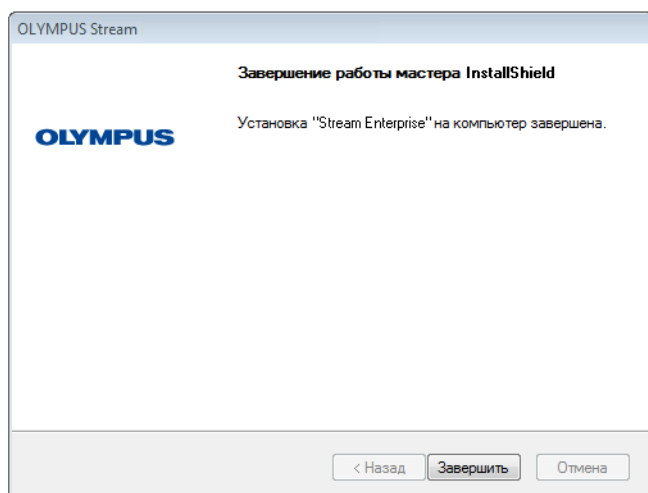 OLYMPUS Stream
Завершение работы мастера InstallShield
OLYMPUS
Установка "Stream Enterprise" на компьютер завершена.
< Назад
Завершить
Отмена